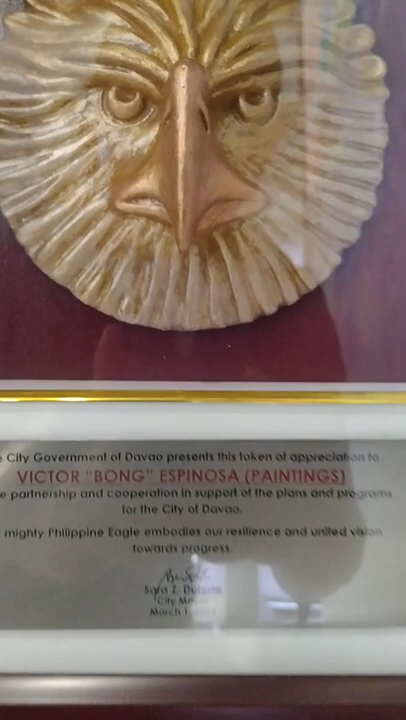 City Government of Davao presents this token of appreciation to
VICTOR "BONG" ESPINOSA (PAINTINGS)
partnership and cooperation in support of the plans and programs
for the City of Davao.
mighty Philippine Eagle embodies our resilience and united vision
towards progress.
Sara Z. Duterte
City
March